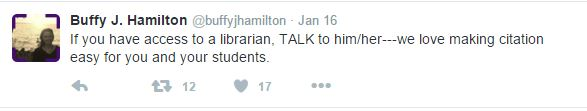 Buffy J. Hamilton @buffyjhamilton · Jan 16
If you have access to a librarian, TALK to him/her---we love making citation
easy for you and your students.
12 17